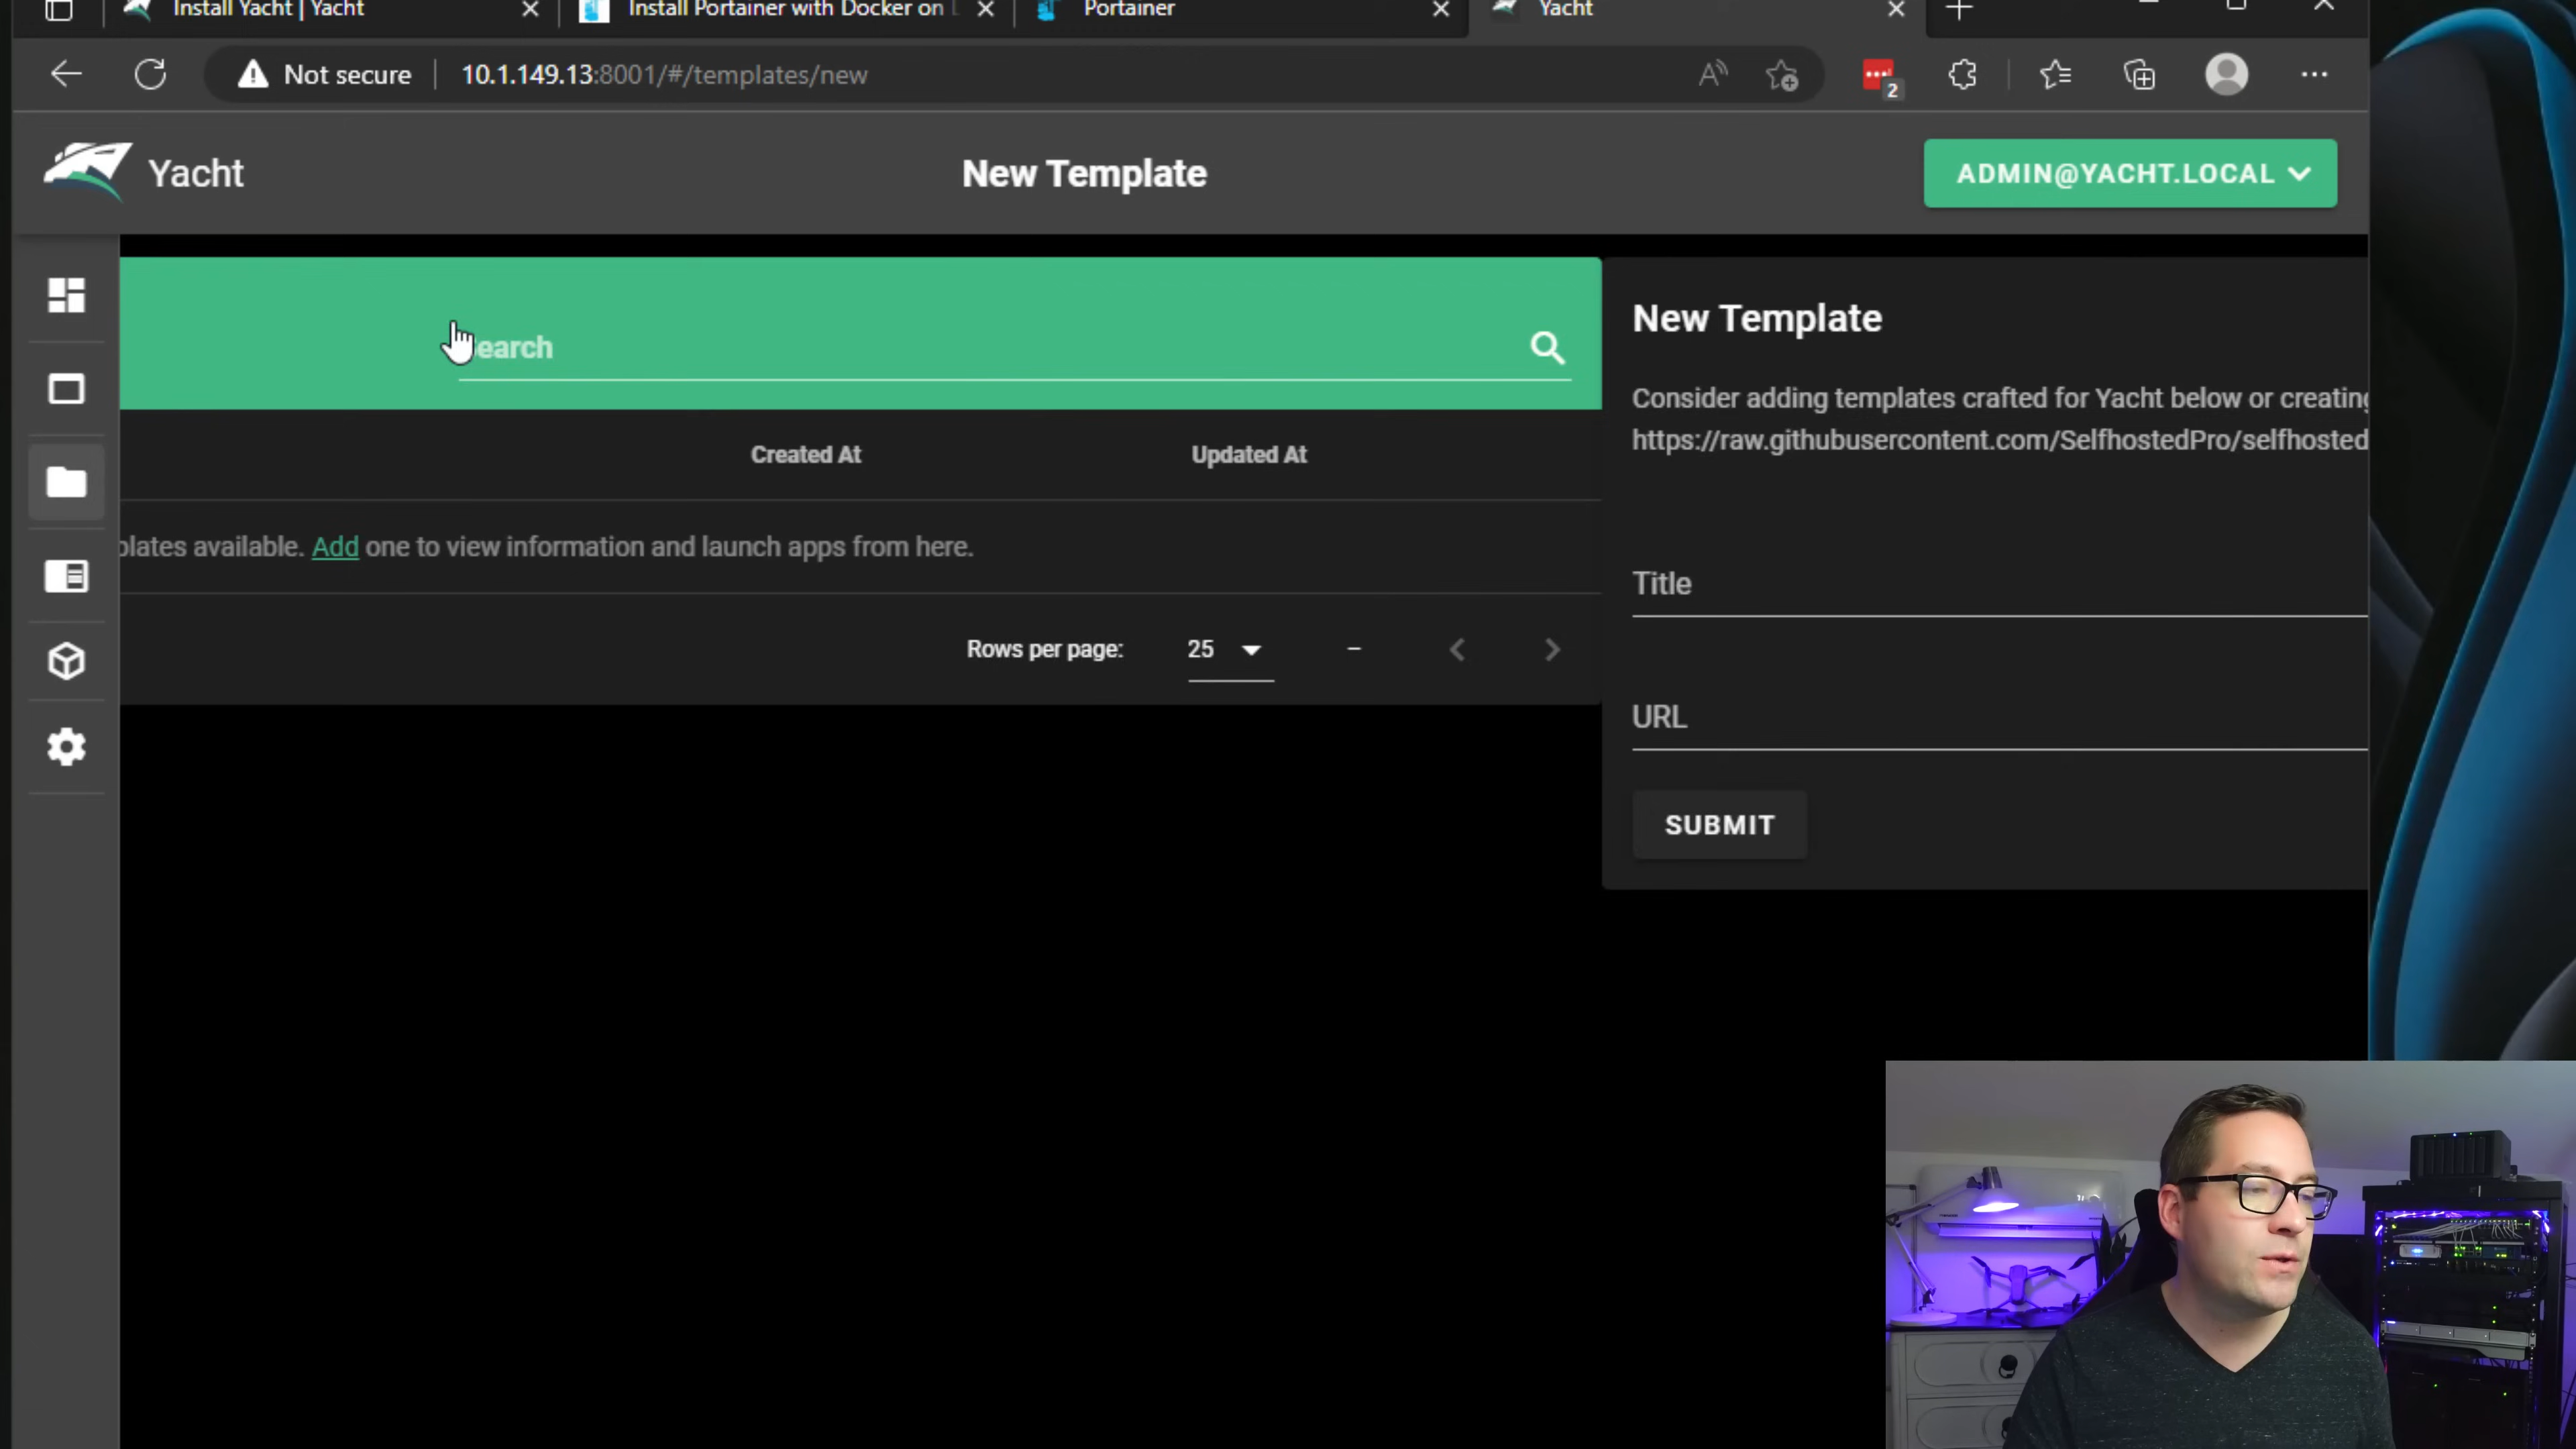 Install Yacht | Yacht
Install Portainer with Docker on
Portainer
Yacht
Not secure
10.1.149.13:8001/#/templates/new
2
Yacht
New Template
ADMIN@YACHT.LOCAL
earch
Created At
Updated At
plates available. Add one to view information and launch apps from here.
Rows per page:
25
–
New Template
Consider adding templates crafted for Yacht below or creating
https://raw.githubusercontent.com/SelfhostedPro/selfhosted
Title
URL
SUBMIT